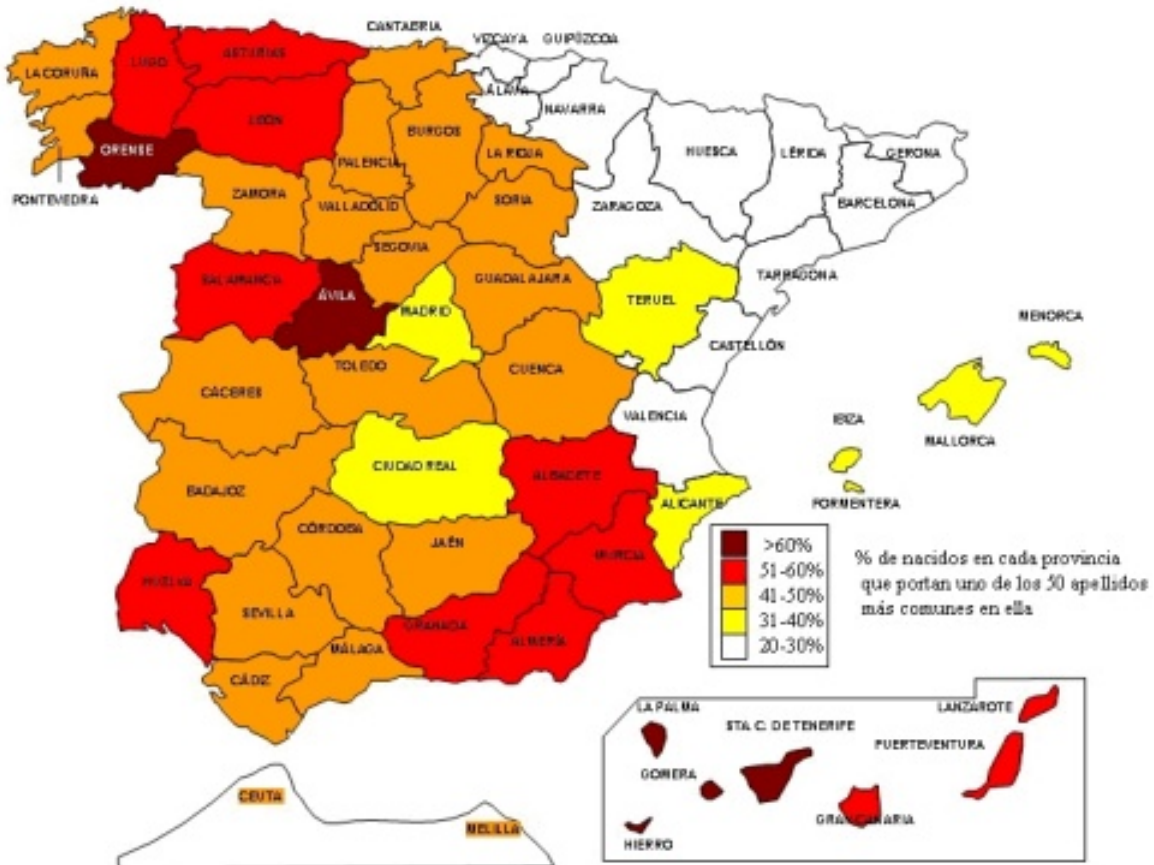 CANTABRIA
VIZCAYA
GUIPÚZCOA
LA CORUÑA
LUGO
ASTURIAS
ÁLAVA
NAVARRA
LEÓN
BURGOS
ORENSE
PALENCIA
LA RIOJA
HUESCA
LÉRIDA
GERONA
PONTEVEDRA
ZAMORA
VALLADOLID
SORIA
ZARAGOZA
BARCELONA
SEGOVIA
SALAMANCA
ÁVILA
GUADALAJARA
TARRAGONA
MADRID
TERUEL
MENORCA
CASTELLÓN
TOLEDO
CUENCA
CÁCERES
VALENCIA
IBIZA
MALLORCA
CIUDAD REAL
ALBACETE
BADAJOZ
ALICANTE
FORMENTERA
CÓRDOBA
JAÉN
MURCIA
HUELVA
SEVILLA
GRANADA
ALMERÍA
MÁLAGA
CÁDIZ
>60%
51-60%
41-50%
31-40%
20-30%
% de nacidos en cada provincia
que portan uno de los 50 apellidos
más comunes en ella
LA PALMA
STA. C. DE TENERIFE
LANZAROTE
FUERTEVENTURA
GOMERA
GRAN CANARIA
HIERRO
CEUTA
MELILLA